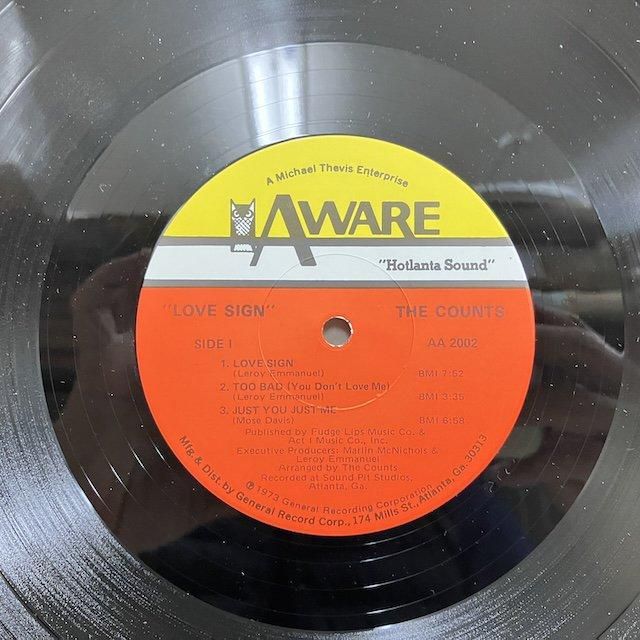 A Michael Thevis Enterprise
AWARE
"Hotlanta Sound"
"LOVE SIGN" THE COUNTS
SIDE I AA 2002
1. LOVE SIGN
(Leroy Emmanuel) BMI 7:52
2. TOO BAD (You Don't Love Me)
(Leroy Emmanuel) BMI 3:35
3. JUST YOU JUST ME
(Mose Davis) BMI 6:58
Published by Fudge Lips Music Co. &
Act I Music Co., Inc.
Executive Producers: Marlin McNichols &
Leroy Emmanuel
Arranged by The Counts
Recorded at Sound Pit Studios,
Atlanta, Ga.
℗ 1973 General Recording Corporation
Mfg. & Dist. by General Record Corp., 174 Mills St., Atlanta, Ga. 30313